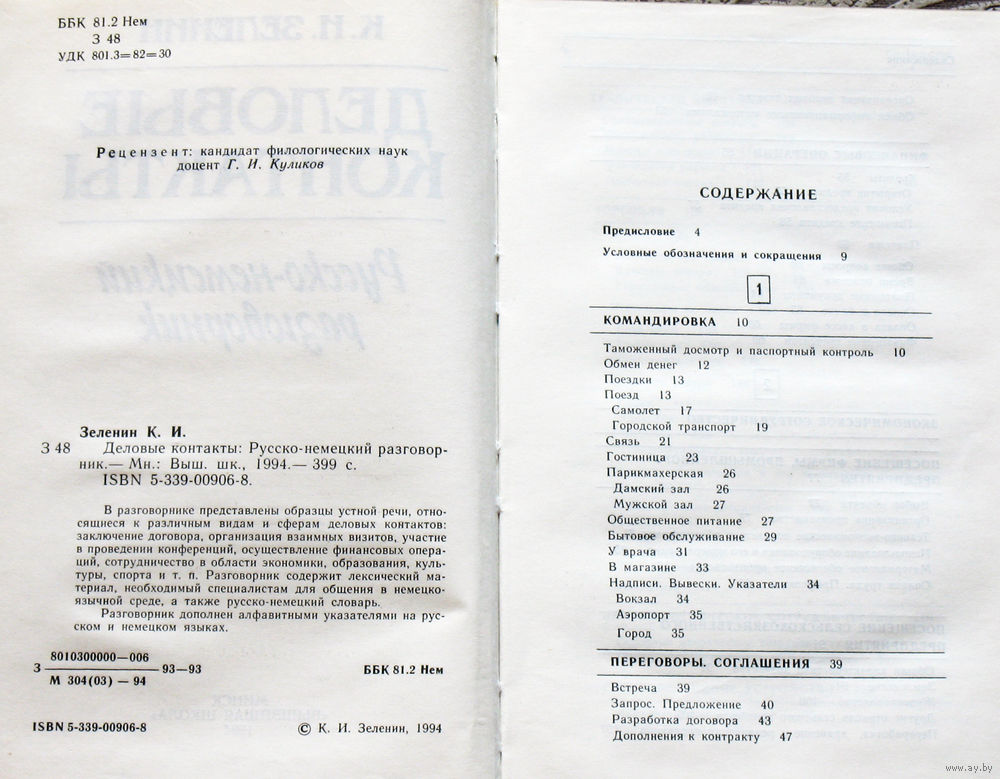 ББК 81.2 Нем
З 48
УДК 801.3=82=30
Рецензент: кандидат филологических наук
доцент Г. И. Куликов
Зеленин К. И.
З 48 Деловые контакты: Русско-немецкий разговор-
ник.— Мн.: Выш. шк., 1994.— 399 с.
ISBN 5-339-00906-8.
В разговорнике представлены образцы устной речи, отно-
сящиеся к различным видам и сферам деловых контактов:
заключение договора, организация взаимных визитов, участие
в проведении конференций, осуществление финансовых опера-
ций, сотрудничество в области экономики, образования, куль-
туры, спорта и т. п. Разговорник содержит лексический ма-
териал, необходимый специалистам для общения в немецко-
язычной среде, а также русско-немецкий словарь.
Разговорник дополнен алфавитными указателями на рус-
ском и немецком языках.
8010300000—006
З 93—93
М 304(03) — 94
ББК 81.2 Нем
ISBN 5-339-00906-8
© К. И. Зеленин, 1994
СОДЕРЖАНИЕ
Предисловие 4
Условные обозначения и сокращения 9
1
КОМАНДИРОВКА 10
Таможенный досмотр и паспортный контроль 10
Обмен денег 12
Поездки 13
Поезд 13
Самолет 17
Городской транспорт 19
Связь 21
Гостиница 23
Парикмахерская 26
Дамский зал 26
Мужской зал 27
Общественное питание 27
Бытовое обслуживание 29
У врача 31
В магазине 33
Надписи. Вывески. Указатели 34
Вокзал 34
Аэропорт 35
Город 35
ПЕРЕГОВОРЫ. СОГЛАШЕНИЯ 39
Встреча 39
Запрос. Предложение 40
Разработка договора 43
Дополнения к контракту 47
www.ay.by